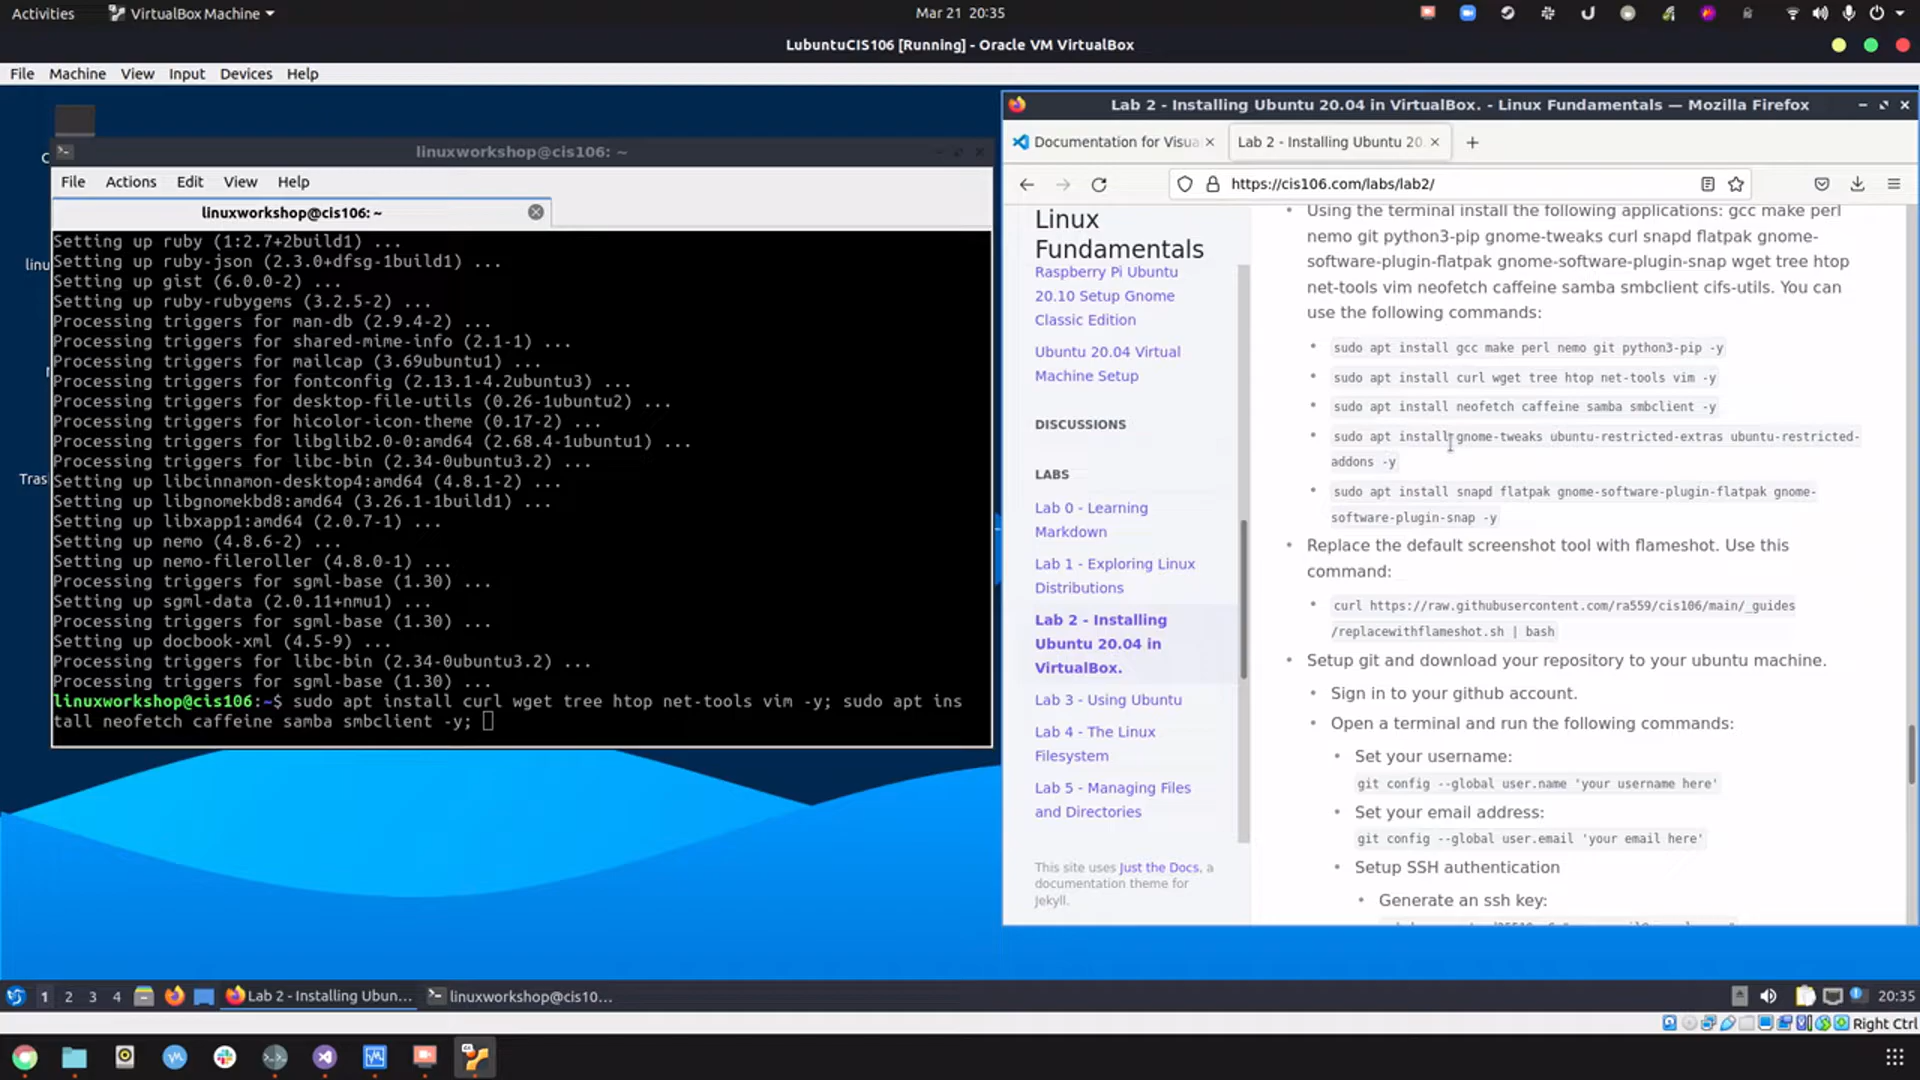 Activities
VirtualBox Machine
Mar 21 20:35
LubuntuCIS106 [Running] - Oracle VM VirtualBox
File Machine View Input Devices Help
linuxworkshop@cis106: ~
File Actions Edit View Help
linuxworkshop@cis106: ~
Setting up ruby (1:2.7+2build1) ...
Setting up ruby-json (2.3.0+dfsg-1build1) ...
Setting up gist (6.0.0-2) ...
Setting up ruby-rubygems (3.2.5-2) ...
Processing triggers for man-db (2.9.4-2) ...
Processing triggers for shared-mime-info (2.1-1) ...
Processing triggers for mailcap (3.69ubuntu1) ...
Processing triggers for fontconfig (2.13.1-4.2ubuntu3) ...
Processing triggers for desktop-file-utils (0.26-1ubuntu2) ...
Processing triggers for hicolor-icon-theme (0.17-2) ...
Processing triggers for libglib2.0-0:amd64 (2.68.4-1ubuntu1) ...
Processing triggers for libc-bin (2.34-0ubuntu3.2) ...
Setting up libcinnamon-desktop4:amd64 (4.8.1-2) ...
Setting up libgnomekbd8:amd64 (3.26.1-1build1) ...
Setting up libxapp1:amd64 (2.0.7-1) ...
Setting up nemo (4.8.6-2) ...
Setting up nemo-fileroller (4.8.0-1) ...
Processing triggers for sgml-base (1.30) ...
Setting up sgml-data (2.0.11+nmu1) ...
Processing triggers for sgml-base (1.30) ...
Setting up docbook-xml (4.5-9) ...
Processing triggers for libc-bin (2.34-0ubuntu3.2) ...
Processing triggers for sgml-base (1.30) ...
linuxworkshop@cis106:~$ sudo apt install curl wget tree htop net-tools vim -y; sudo apt ins
tall neofetch caffeine samba smbclient -y;
linu
Tras
Lab 2 - Installing Ubuntu 20.04 in VirtualBox. - Linux Fundamentals — Mozilla Firefox
Documentation for Visua
Lab 2 - Installing Ubuntu 20.
https://cis106.com/labs/lab2/
Linux
Fundamentals
Raspberry Pi Ubuntu
20.10 Setup Gnome
Classic Edition
Ubuntu 20.04 Virtual
Machine Setup
DISCUSSIONS
LABS
Lab 0 - Learning
Markdown
Lab 1 - Exploring Linux
Distributions
Lab 2 - Installing
Ubuntu 20.04 in
VirtualBox.
Lab 3 - Using Ubuntu
Lab 4 - The Linux
Filesystem
Lab 5 - Managing Files
and Directories
This site uses Just the Docs, a
documentation theme for
Jekyll.
Using the terminal install the following applications: gcc make perl
nemo git python3-pip gnome-tweaks curl snapd flatpak gnome-
software-plugin-flatpak gnome-software-plugin-snap wget tree htop
net-tools vim neofetch caffeine samba smbclient cifs-utils. You can
use the following commands:
sudo apt install gcc make perl nemo git python3-pip -y
sudo apt install curl wget tree htop net-tools vim -y
sudo apt install neofetch caffeine samba smbclient -y
sudo apt install gnome-tweaks ubuntu-restricted-extras ubuntu-restricted-
addons -y
sudo apt install snapd flatpak gnome-software-plugin-flatpak gnome-
software-plugin-snap -y
Replace the default screenshot tool with flameshot. Use this
command:
curl https://raw.githubusercontent.com/ra559/cis106/main/_guides
/replacewithflameshot.sh | bash
Setup git and download your repository to your ubuntu machine.
Sign in to your github account.
Open a terminal and run the following commands:
Set your username:
git config --global user.name 'your username here'
Set your email address:
git config --global user.email 'your email here'
Setup SSH authentication
Generate an ssh key:
1 2 3 4
Lab 2 - Installing Ubun...
linuxworkshop@cis10...
20:35
Right Ctrl